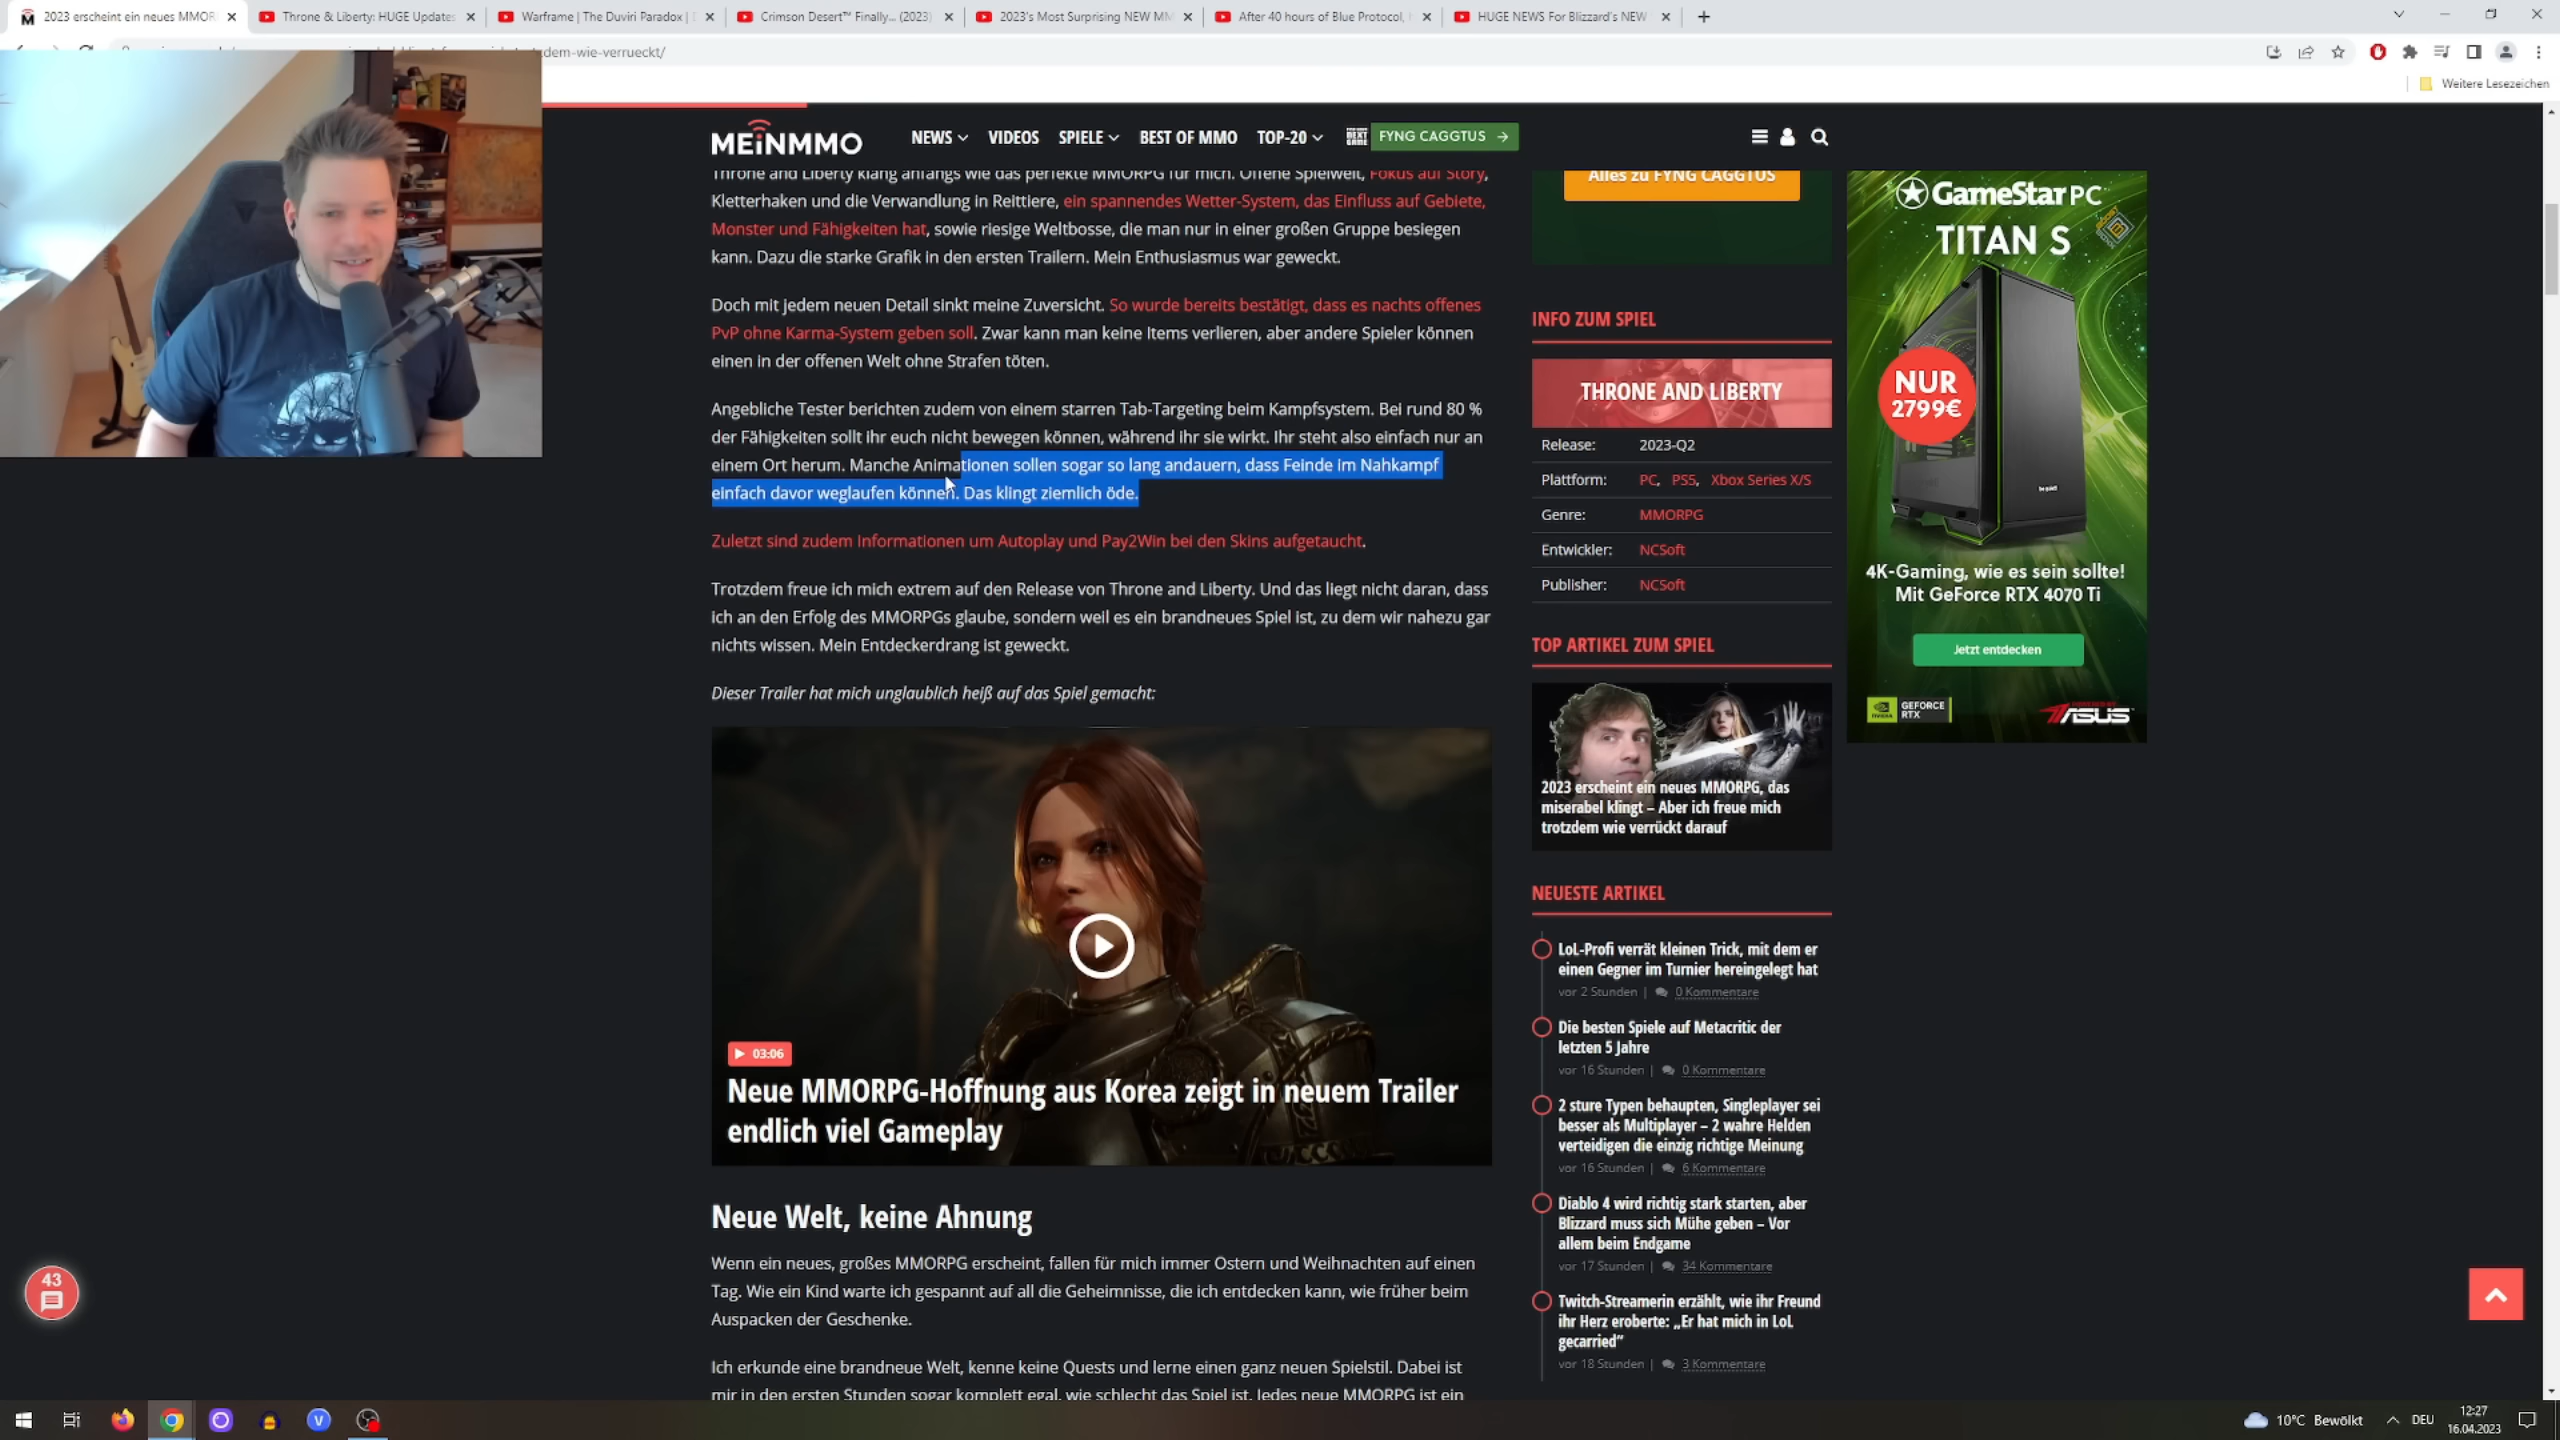 2023 erscheint ein neues MMOR
Throne & Liberty: HUGE Updates
Warframe | The Duviri Paradox |
Crimson Desert™ Finally... (2023)
2023's Most Surprising NEW MM
After 40 hours of Blue Protocol,
HUGE NEWS For Blizzard's NEW
dem-wie-verrueckt/
Weitere Lesezeichen
MEiNMMO
NEWS
VIDEOS
SPIELE
BEST OF MMO
TOP-20
FYNG CAGGTUS
Throne and Liberty klang anfangs wie das perfekte MMORPG für mich. Offene Spielwelt, Fokus auf Story,
Kletterhaken und die Verwandlung in Reittiere, ein spannendes Wetter-System, das Einfluss auf Gebiete,
Monster und Fähigkeiten hat, sowie riesige Weltbosse, die man nur in einer großen Gruppe besiegen
kann. Dazu die starke Grafik in den ersten Trailern. Mein Enthusiasmus war geweckt.
Doch mit jedem neuen Detail sinkt meine Zuversicht. So wurde bereits bestätigt, dass es nachts offenes
PvP ohne Karma-System geben soll. Zwar kann man keine Items verlieren, aber andere Spieler können
einen in der offenen Welt ohne Strafen töten.
Angebliche Tester berichten zudem von einem starren Tab-Targeting beim Kampfsystem. Bei rund 80 %
der Fähigkeiten sollt ihr euch nicht bewegen können, während ihr sie wirkt. Ihr steht also einfach nur an
einem Ort herum. Manche Animationen sollen sogar so lang andauern, dass Feinde im Nahkampf
einfach davor weglaufen können. Das klingt ziemlich öde.
Zuletzt sind zudem Informationen um Autoplay und Pay2Win bei den Skins aufgetaucht.
Trotzdem freue ich mich extrem auf den Release von Throne and Liberty. Und das liegt nicht daran, dass
ich an den Erfolg des MMORPGs glaube, sondern weil es ein brandneues Spiel ist, zu dem wir nahezu gar
nichts wissen. Mein Entdeckerdrang ist geweckt.
Dieser Trailer hat mich unglaublich heiß auf das Spiel gemacht:
03:06
Neue MMORPG-Hoffnung aus Korea zeigt in neuem Trailer
endlich viel Gameplay
Neue Welt, keine Ahnung
Wenn ein neues, großes MMORPG erscheint, fallen für mich immer Ostern und Weihnachten auf einen
Tag. Wie ein Kind warte ich gespannt auf all die Geheimnisse, die ich entdecken kann, wie früher beim
Auspacken der Geschenke.
Ich erkunde eine brandneue Welt, kenne keine Quests und lerne einen ganz neuen Spielstil. Dabei ist
mir in den ersten Stunden sogar komplett egal, wie schlecht das Spiel ist. Jedes neue MMORPG ist ein
Alles zu FYNG CAGGTUS
INFO ZUM SPIEL
THRONE AND LIBERTY
Release: 2023-Q2
Plattform: PC, PS5, Xbox Series X/S
Genre: MMORPG
Entwickler: NCSoft
Publisher: NCSoft
TOP ARTIKEL ZUM SPIEL
2023 erscheint ein neues MMORPG, das
miserabel klingt – Aber ich freue mich
trotzdem wie verrückt darauf
NEUESTE ARTIKEL
LoL-Profi verrät kleinen Trick, mit dem er
einen Gegner im Turnier hereingelegt hat
vor 2 Stunden | 0 Kommentare
Die besten Spiele auf Metacritic der
letzten 5 Jahre
vor 16 Stunden | 0 Kommentare
2 sture Typen behaupten, Singleplayer sei
besser als Multiplayer – 2 wahre Helden
verteidigen die einzig richtige Meinung
vor 16 Stunden | 6 Kommentare
Diablo 4 wird richtig stark starten, aber
Blizzard muss sich Mühe geben – Vor
allem beim Endgame
vor 17 Stunden | 34 Kommentare
Twitch-Streamerin erzählt, wie ihr Freund
ihr Herz eroberte: „Er hat mich in LoL
gecarried“
vor 18 Stunden | 3 Kommentare
GameStar PC
TITAN S
NUR
2799€
be quiet!
4K-Gaming, wie es sein sollte!
Mit GeForce RTX 4070 Ti
Jetzt entdecken
NVIDIA
GEFORCE
RTX
ASUS
43
10°C Bewölkt
DEU
12:27
16.04.2023